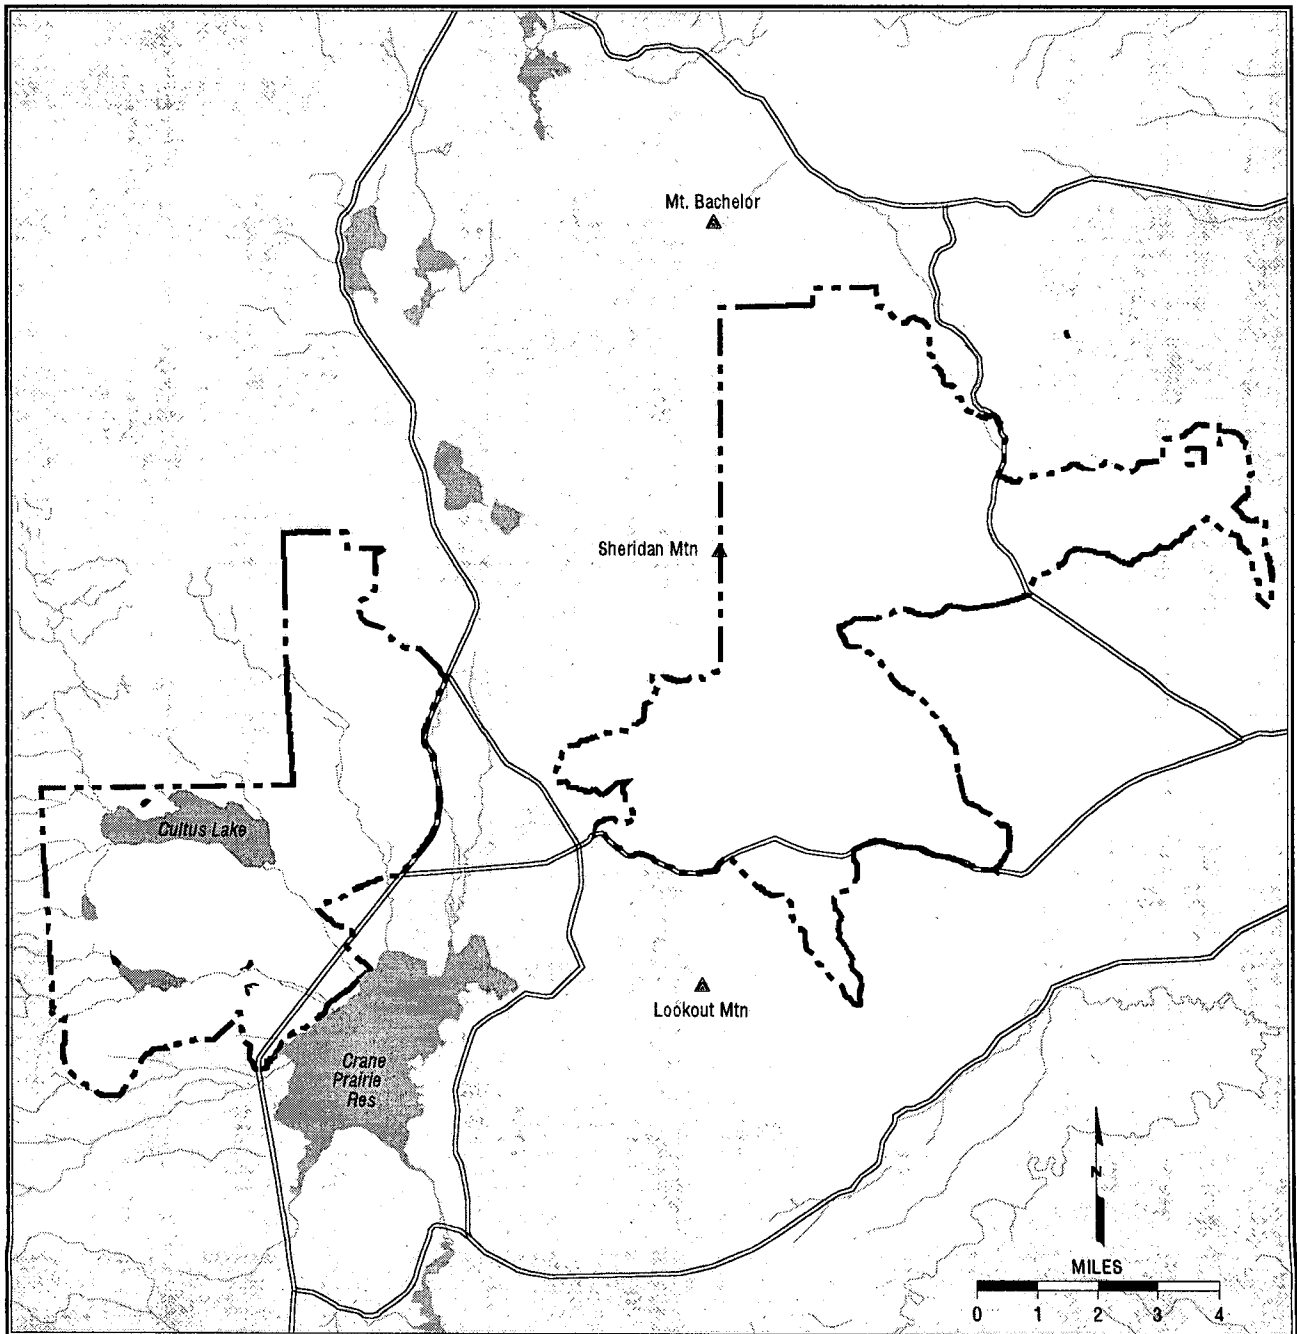 Mt. Bachelor
Sheridan Mtn
Cultus Lake
Lookout Mtn
Crane
Prairie
Res
N
MILES
0 1 2 3 4